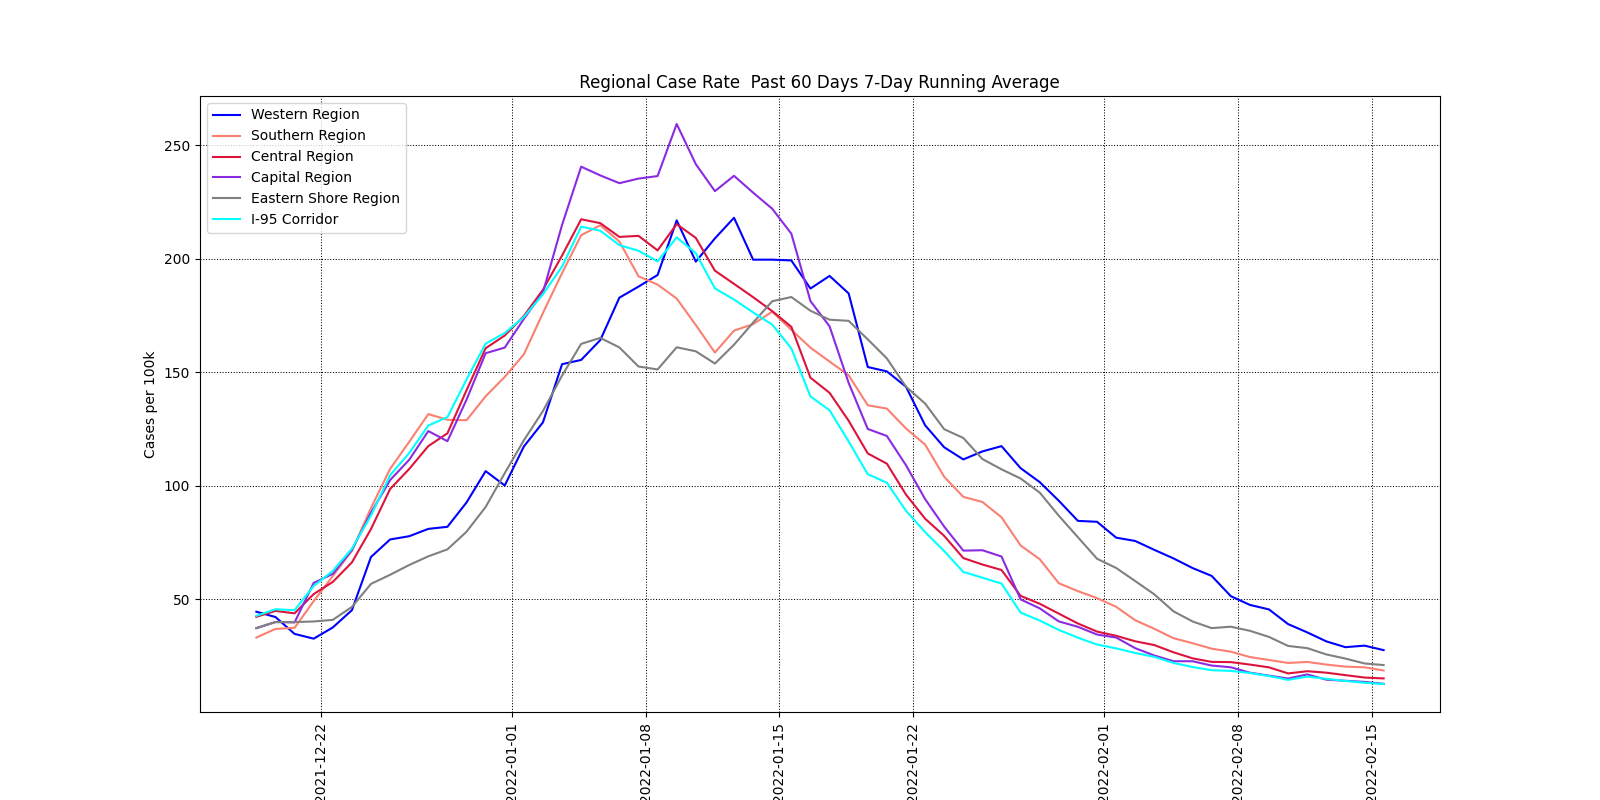 Regional Case Rate  Past 60 Days 7-Day Running Average
Western Region
Southern Region
Central Region
Capital Region
Eastern Shore Region
I-95 Corridor
Cases per 100k
250
200
150
100
50
2021-12-22
2022-01-01
2022-01-08
2022-01-15
2022-01-22
2022-02-01
2022-02-08
2022-02-15